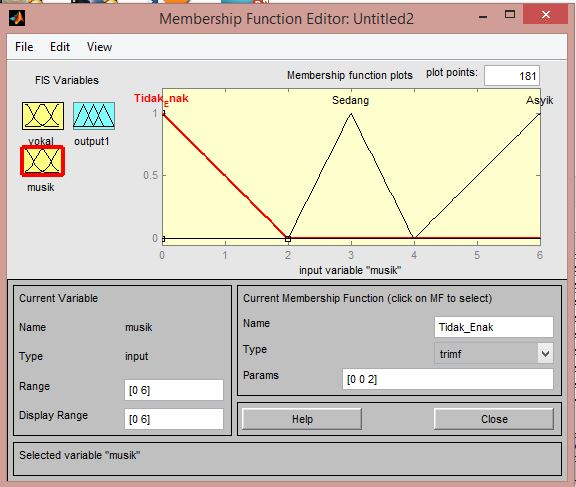 Membership Function Editor: Untitled2
File Edit View
FIS Variables
Membership function plots plot points: 181
Tidak_Enak Sedang Asyik
vokal output1
musik
1
0.5
0
0 1 2 3 4 5 6
input variable "musik"
Current Variable
Name musik
Type input
Range [0 6]
Display Range [0 6]
Current Membership Function (click on MF to select)
Name Tidak_Enak
Type trimf
Params [0 0 2]
Help Close
Selected variable "musik"